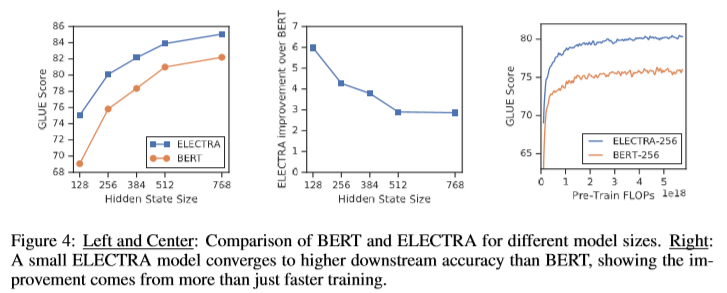 86
84
82
80
78
76
74
72
70
68
GLUE Score
128 256 384 512 768
Hidden State Size
ELECTRA
BERT
7
6
5
4
3
2
1
0
ELECTRA improvement over BERT
128 256 384 512 768
Hidden State Size
80
75
70
65
GLUE Score
0 1 2 3 4 5
Pre-Train FLOPs 1e18
ELECTRA-256
BERT-256
Figure 4: Left and Center: Comparison of BERT and ELECTRA for different model sizes. Right:
A small ELECTRA model converges to higher downstream accuracy than BERT, showing the im-
provement comes from more than just faster training.